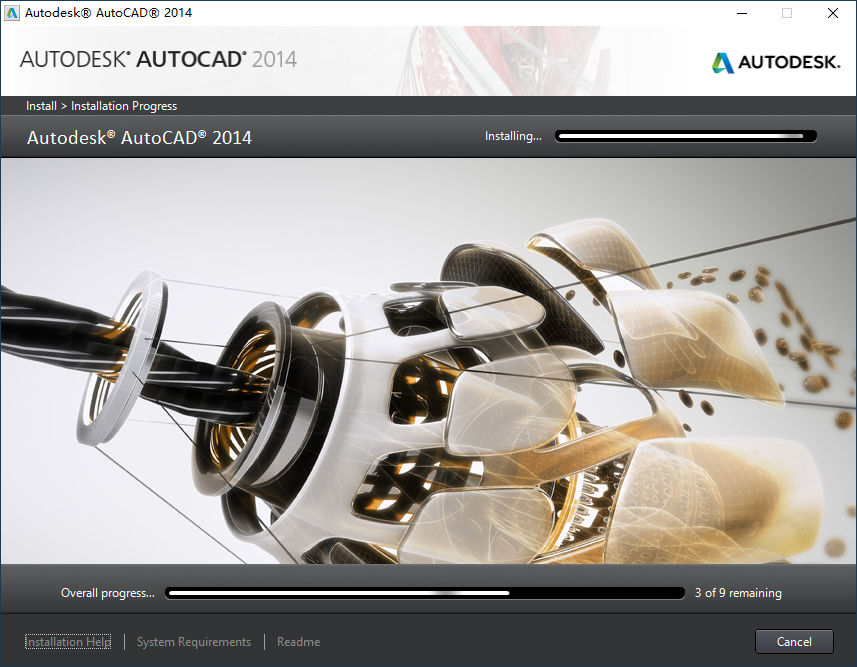 Autodesk® AutoCAD® 2014
AUTODESK® AUTOCAD® 2014
AUTODESK.
Install > Installation Progress
Autodesk® AutoCAD® 2014
Installing...
Overall progress...
3 of 9 remaining
Installation Help
System Requirements
Readme
Cancel